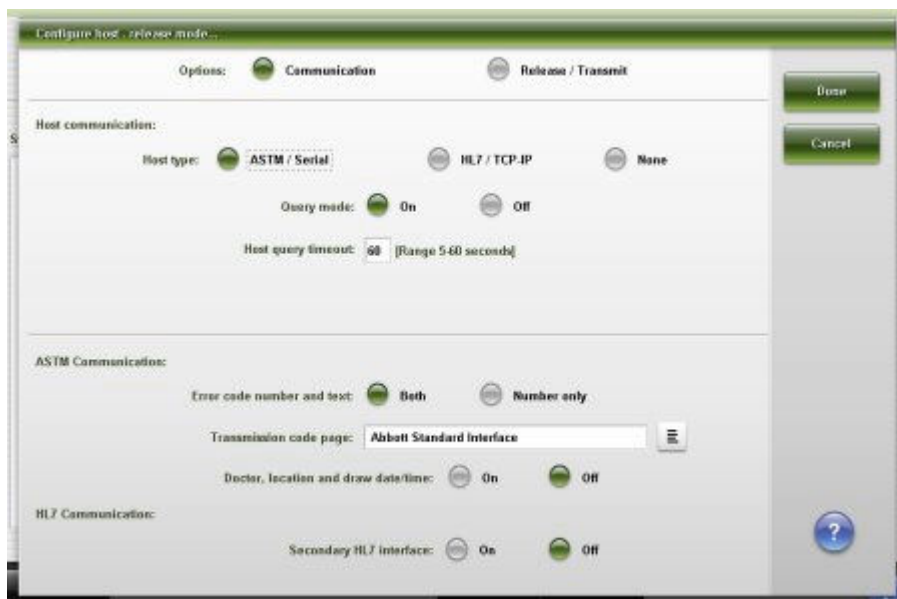 Configure host - release mode...
Options: Communication Release / Transmit
Done
Host communication:
Cancel
Host type: ASTM / Serial HL7 / TCP-IP None
Query mode: On Off
Host query timeout: 60 [Range 5-60 seconds]
ASTM Communication:
Error code number and text: Both Number only
Transmission code page: Abbott Standard Interface
Doctor, location and draw date/time: On Off
HL7 Communication:
?
Secondary HL7 interface: On Off